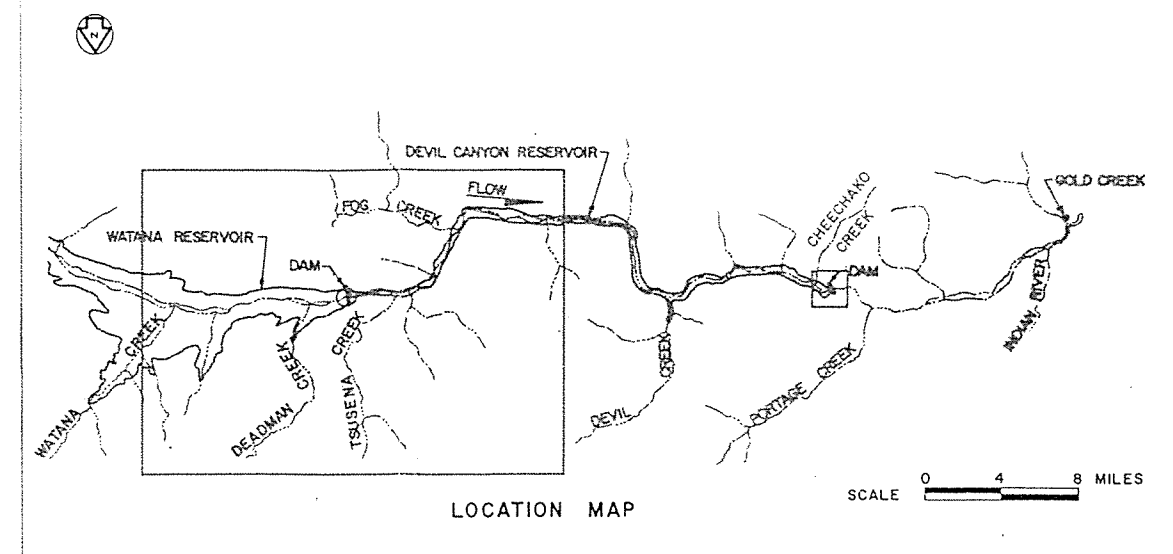 N
DEVIL CANYON RESERVOIR
GOLD CREEK
FLOW
FOG CREEK
CHEECHAKO
CREEK
WATANA RESERVOIR
DAM
DAM
INDIAN RIVER
WATANA CREEK
DEADMAN CREEK
TSUSENA CREEK
DEVIL CREEK
PORTAGE CREEK
0 4 8 MILES
SCALE
LOCATION MAP